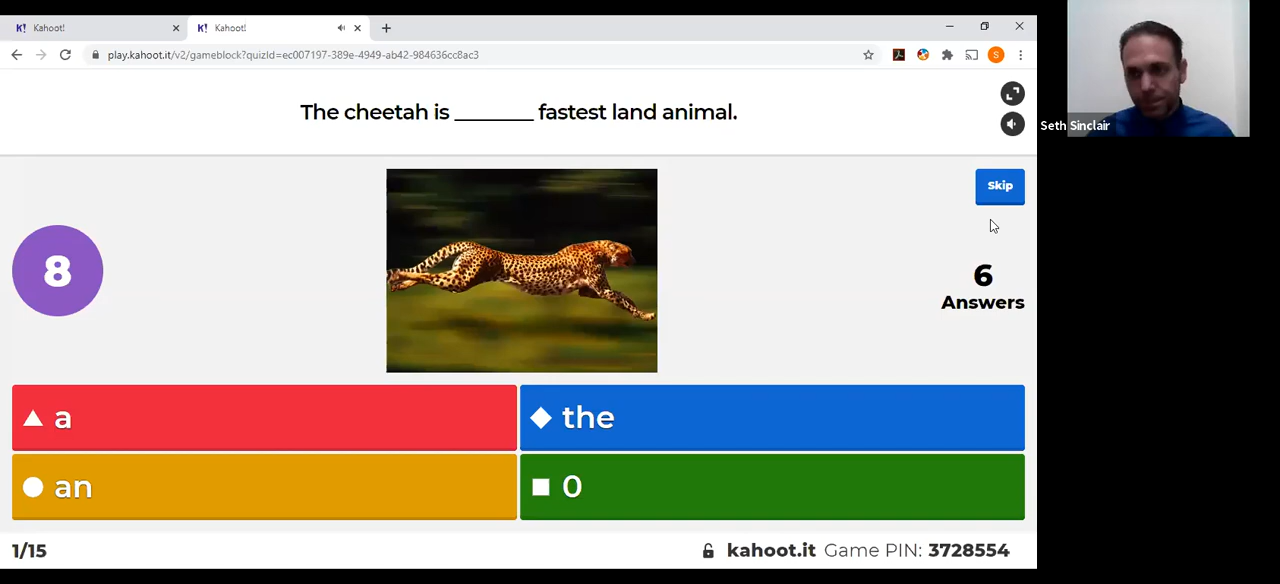 K! Kahoot!
K! Kahoot!
play.kahoot.it/v2/gameblock?quizId=ec007197-389e-4949-ab42-984636cc8ac3
S
The cheetah is _______ fastest land animal.
Seth Sinclair
Skip
8
6
Answers
a
the
an
0
1/15
kahoot.it Game PIN: 3728554